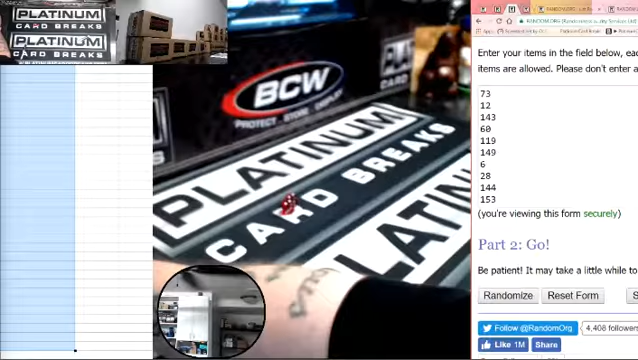 PLATINUM
CARD BREAKS
PLATINUM
CARD BREAKS
BCW
PROTECT · STORE · DISPLAY
PLATINUM
CARD BREAKS
PLATIN
Enter your items in the field below, eac
items are allowed. Please don't enter a
73
12
143
60
119
149
6
28
144
153
(you're viewing this form securely)
Part 2: Go!
Be patient! It may take a little while to
Randomize
Reset Form
S
Follow @RandomOrg
4,408 followers
Like 1M
Share